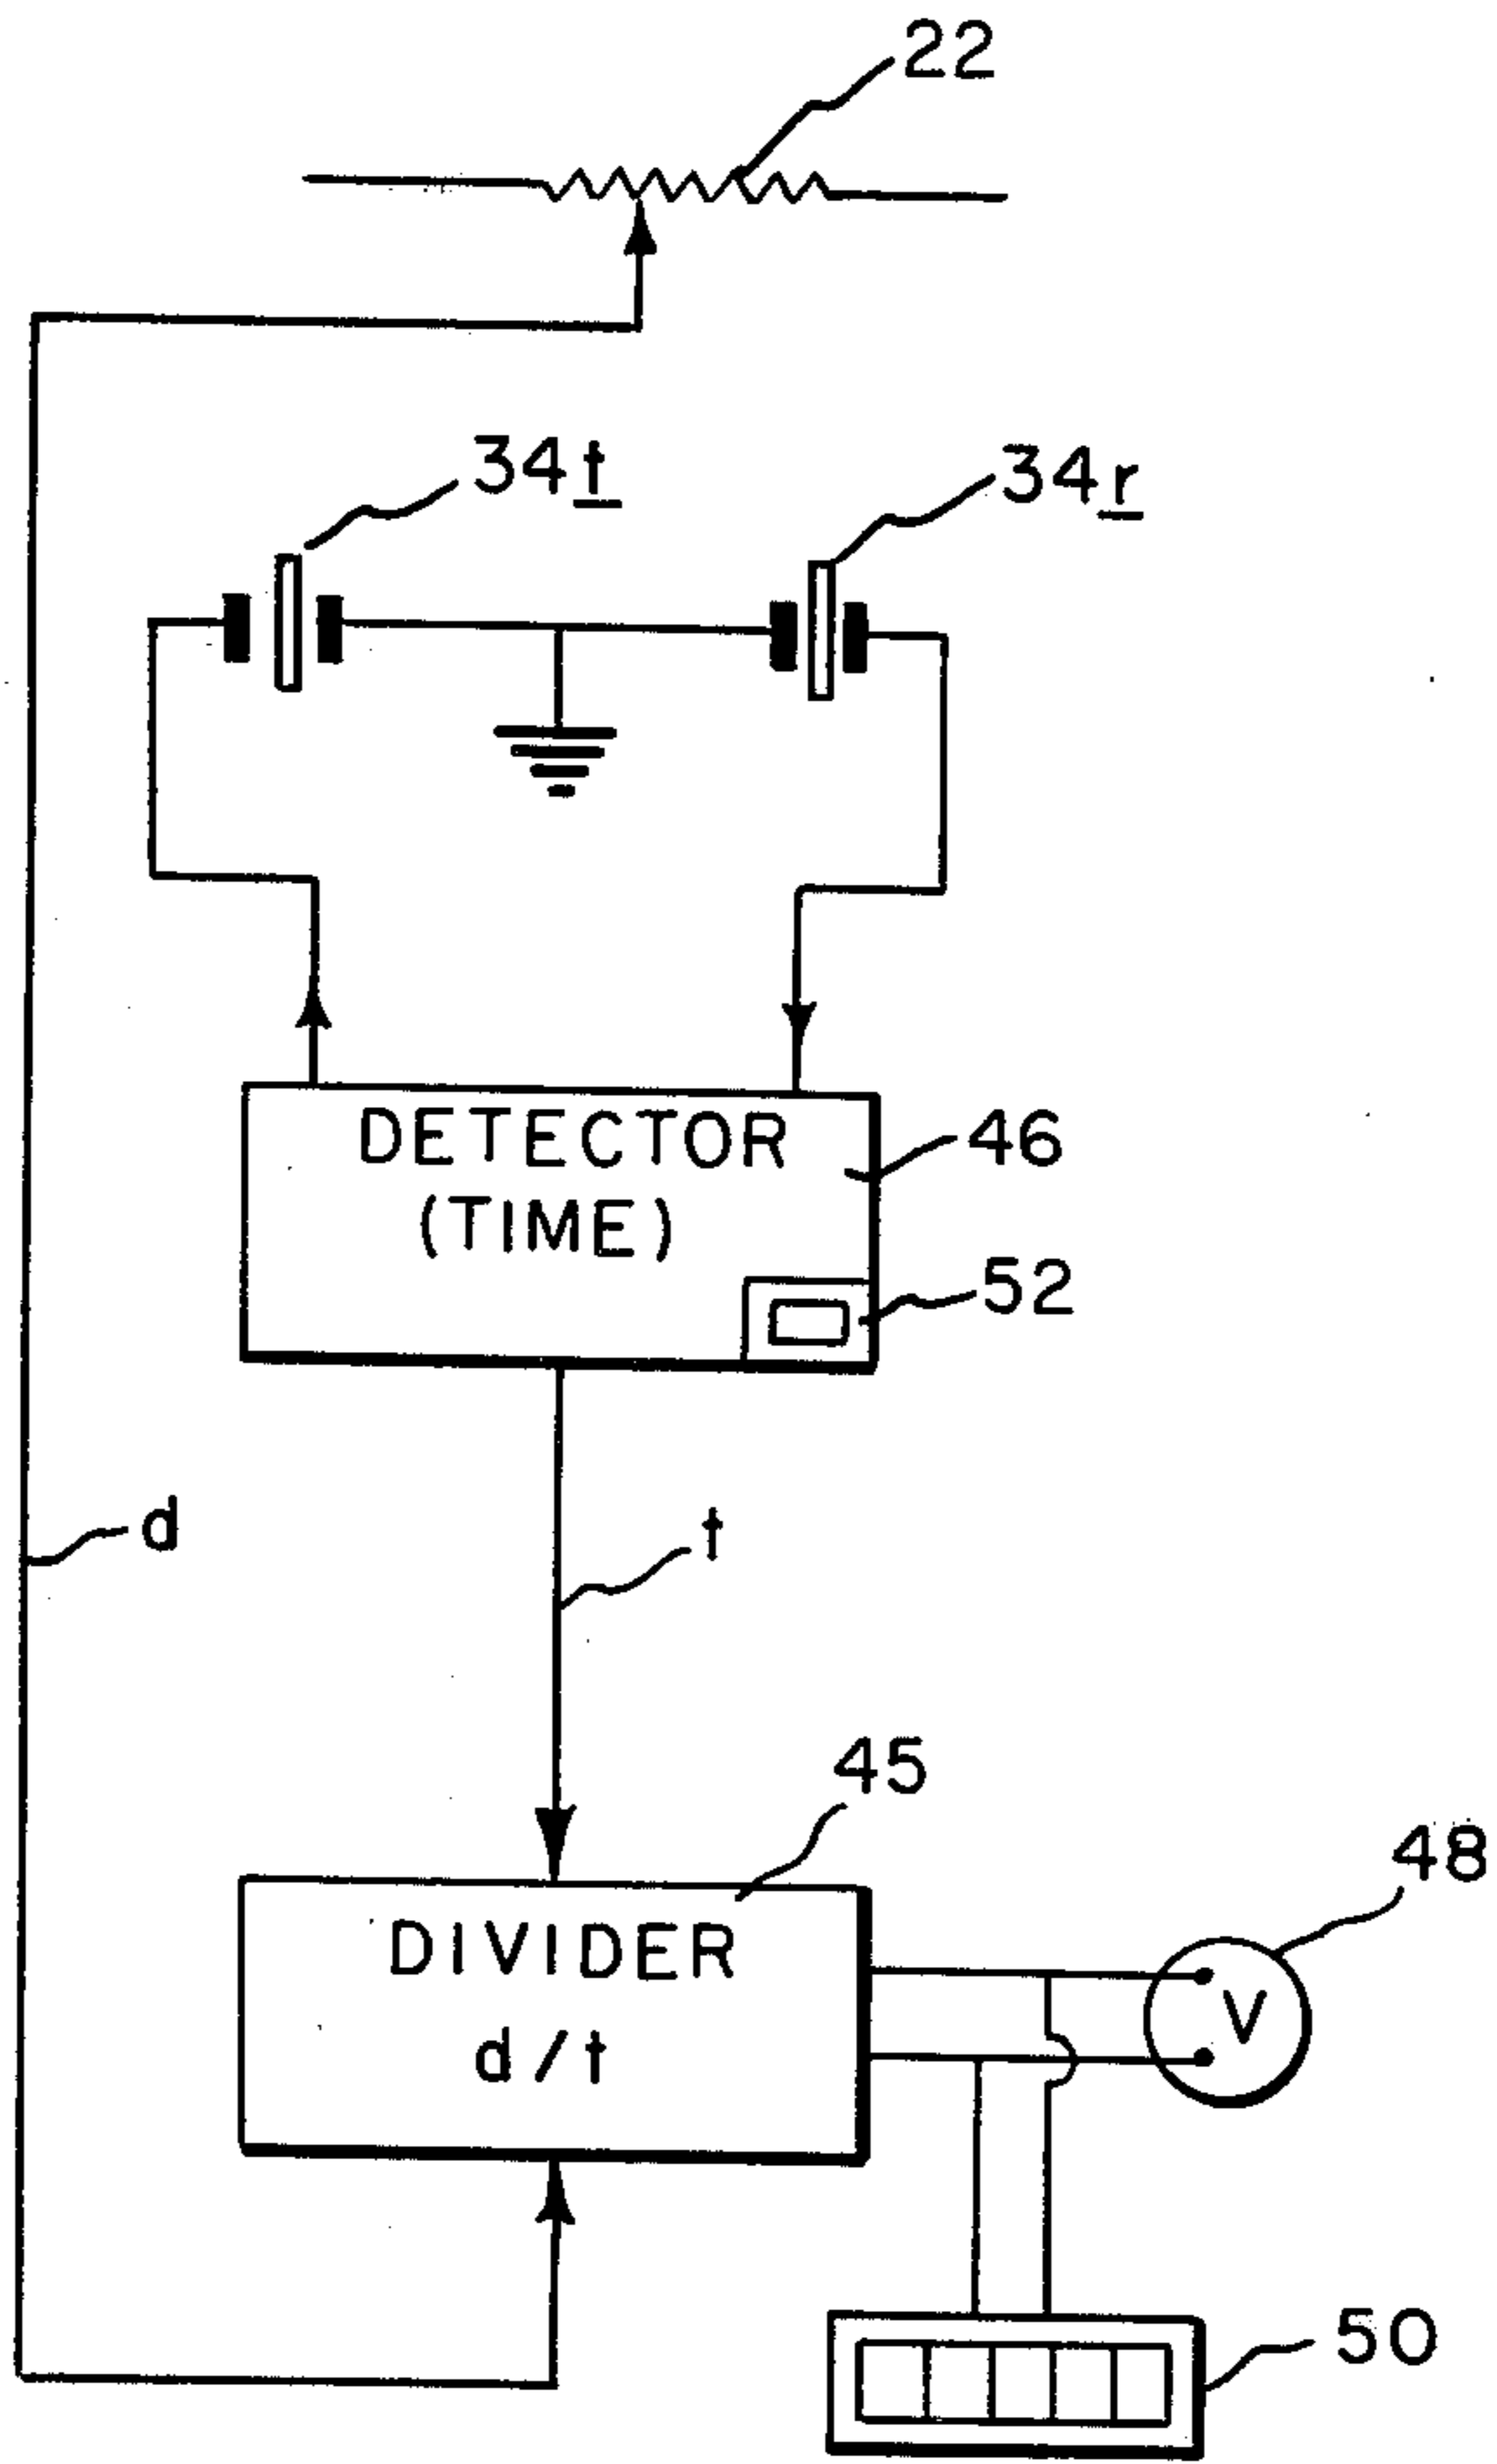 22
34t
34r
DETECTOR
(TIME)
46
52
d
t
45
DIVIDER
d/t
48
V
50